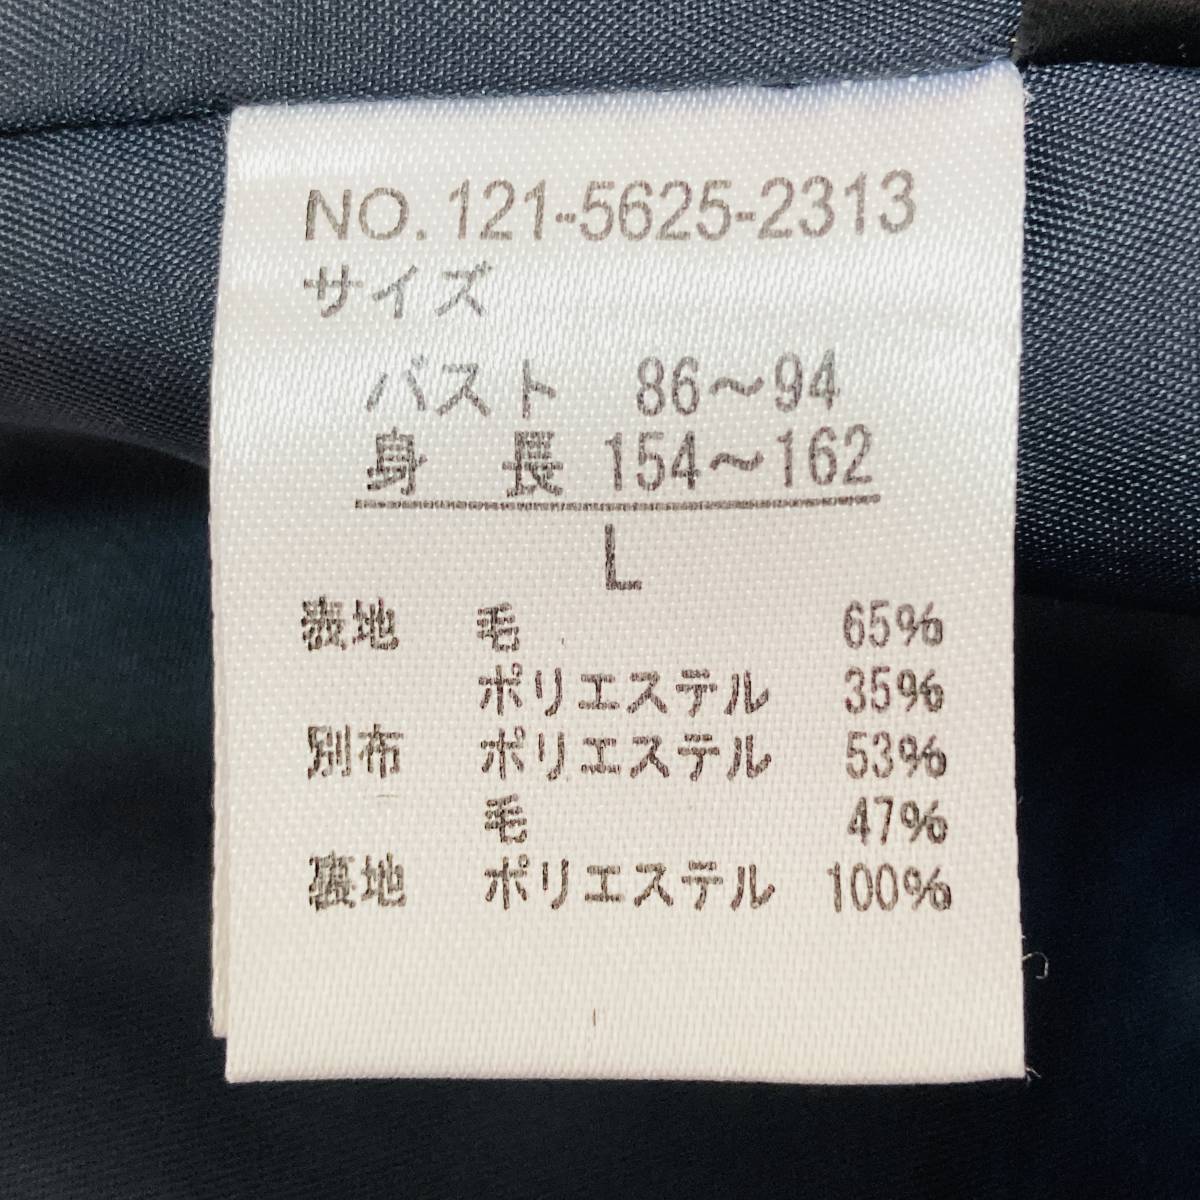 NO. 121-5625-2313
サイズ
バスト 86～94
身 長 154～162
L
表地 毛 65%
ポリエステル 35%
別布 ポリエステル 53%
毛 47%
裏地 ポリエステル 100%